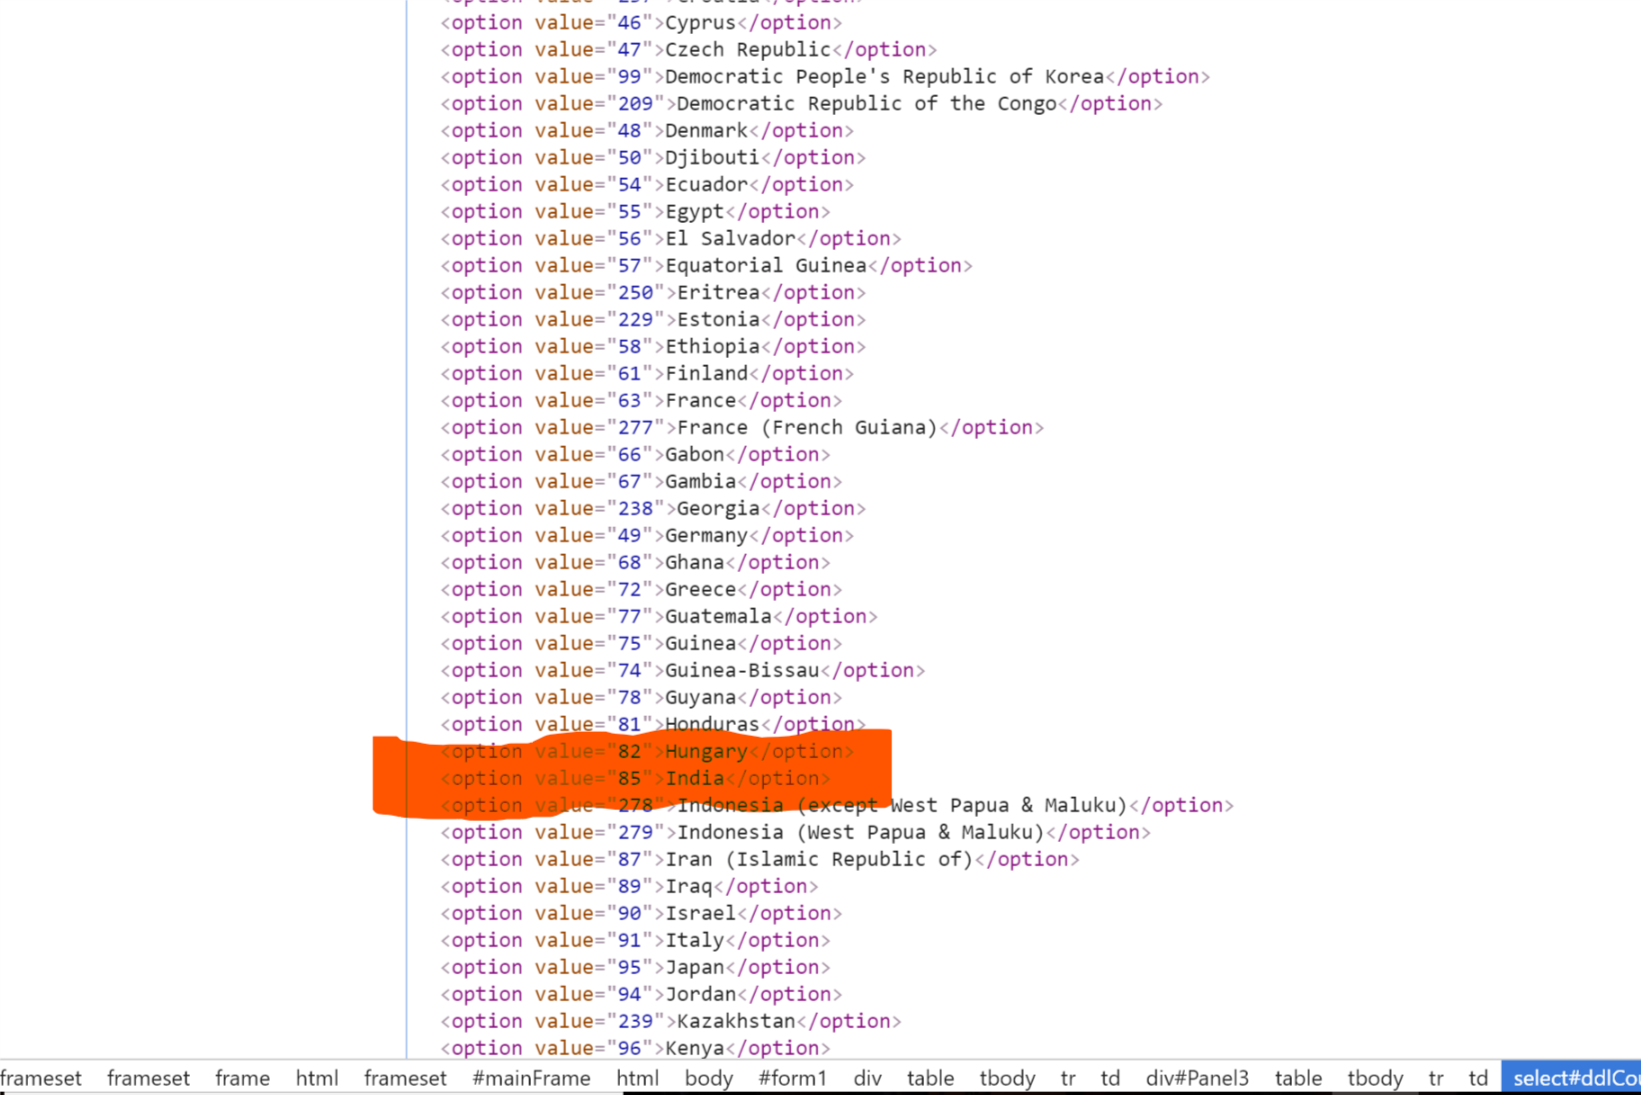 <option value="46">Cyprus</option>
<option value="47">Czech Republic</option>
<option value="99">Democratic People's Republic of Korea</option>
<option value="209">Democratic Republic of the Congo</option>
<option value="48">Denmark</option>
<option value="50">Djibouti</option>
<option value="54">Ecuador</option>
<option value="55">Egypt</option>
<option value="56">El Salvador</option>
<option value="57">Equatorial Guinea</option>
<option value="250">Eritrea</option>
<option value="229">Estonia</option>
<option value="58">Ethiopia</option>
<option value="61">Finland</option>
<option value="63">France</option>
<option value="277">France (French Guiana)</option>
<option value="66">Gabon</option>
<option value="67">Gambia</option>
<option value="238">Georgia</option>
<option value="49">Germany</option>
<option value="68">Ghana</option>
<option value="72">Greece</option>
<option value="77">Guatemala</option>
<option value="75">Guinea</option>
<option value="74">Guinea-Bissau</option>
<option value="78">Guyana</option>
<option value="81">Honduras</option>
<option value="82">Hungary</option>
<option value="85">India</option>
<option value="278">Indonesia (except West Papua & Maluku)</option>
<option value="279">Indonesia (West Papua & Maluku)</option>
<option value="87">Iran (Islamic Republic of)</option>
<option value="89">Iraq</option>
<option value="90">Israel</option>
<option value="91">Italy</option>
<option value="95">Japan</option>
<option value="94">Jordan</option>
<option value="239">Kazakhstan</option>
<option value="96">Kenya</option>
frameset frameset frame html frameset #mainFrame html body #form1 div table tbody tr td div#Panel3 table tbody tr td select#ddlCou